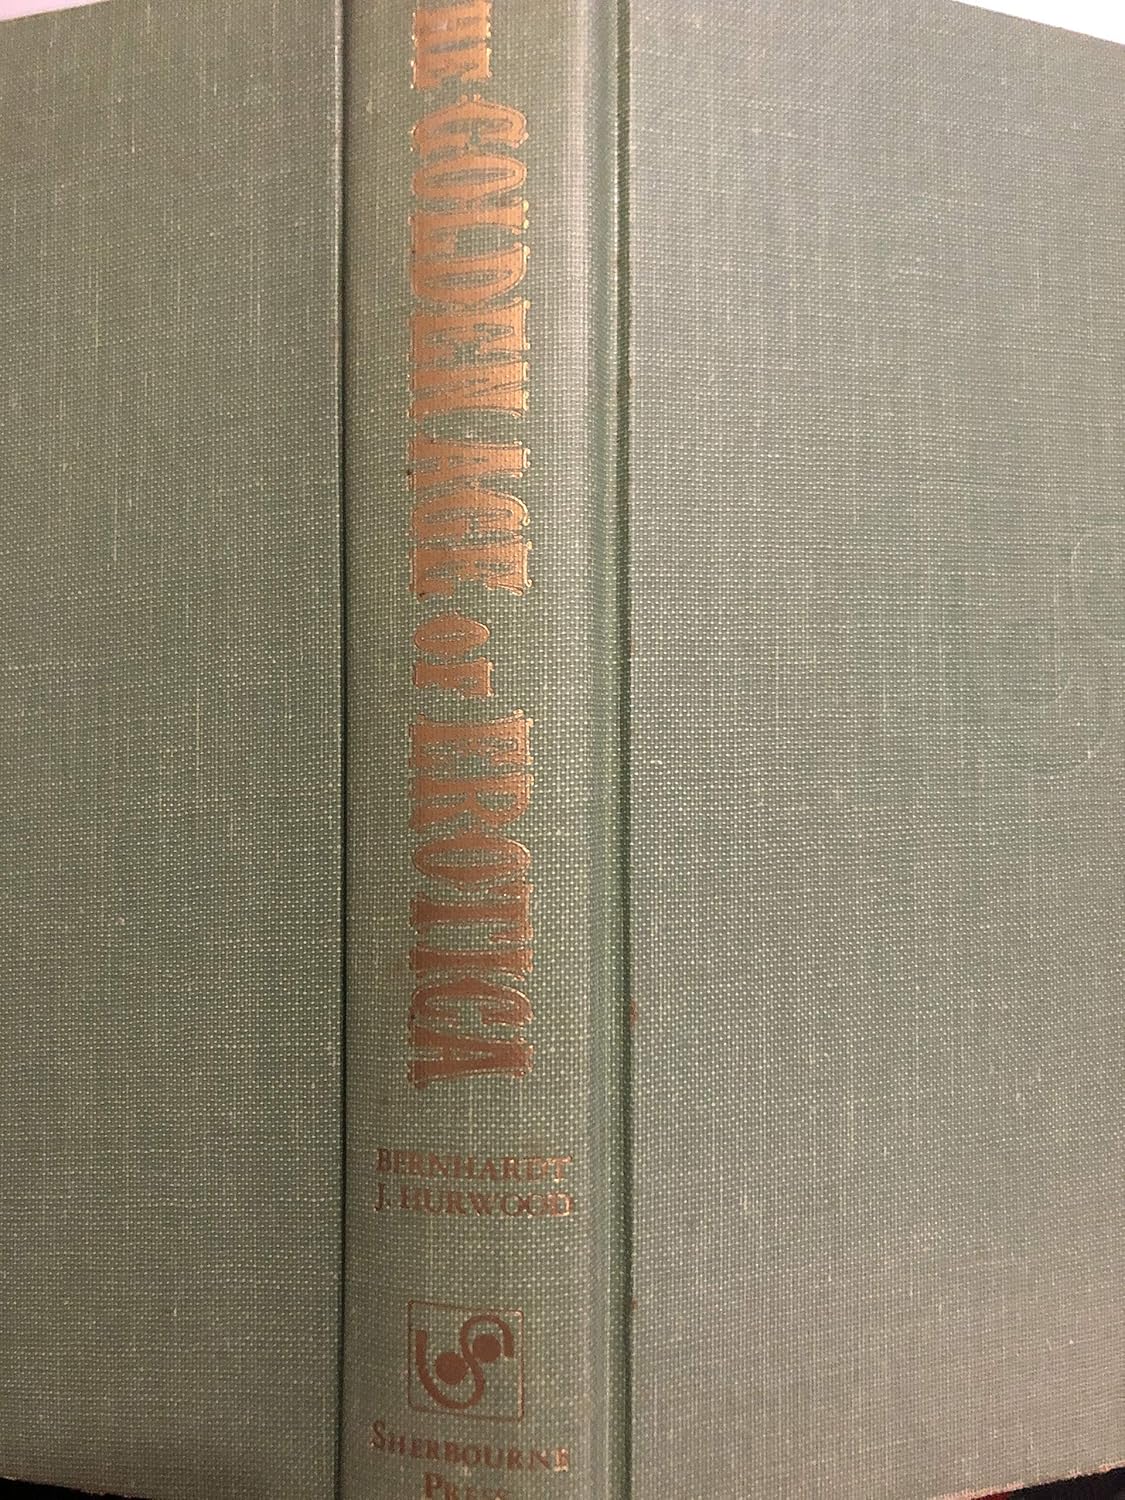 HE GOLDEN AGE OF EROTICA
BERNHARDT
J. HURWOOD
SHERBOURNE
PRESS